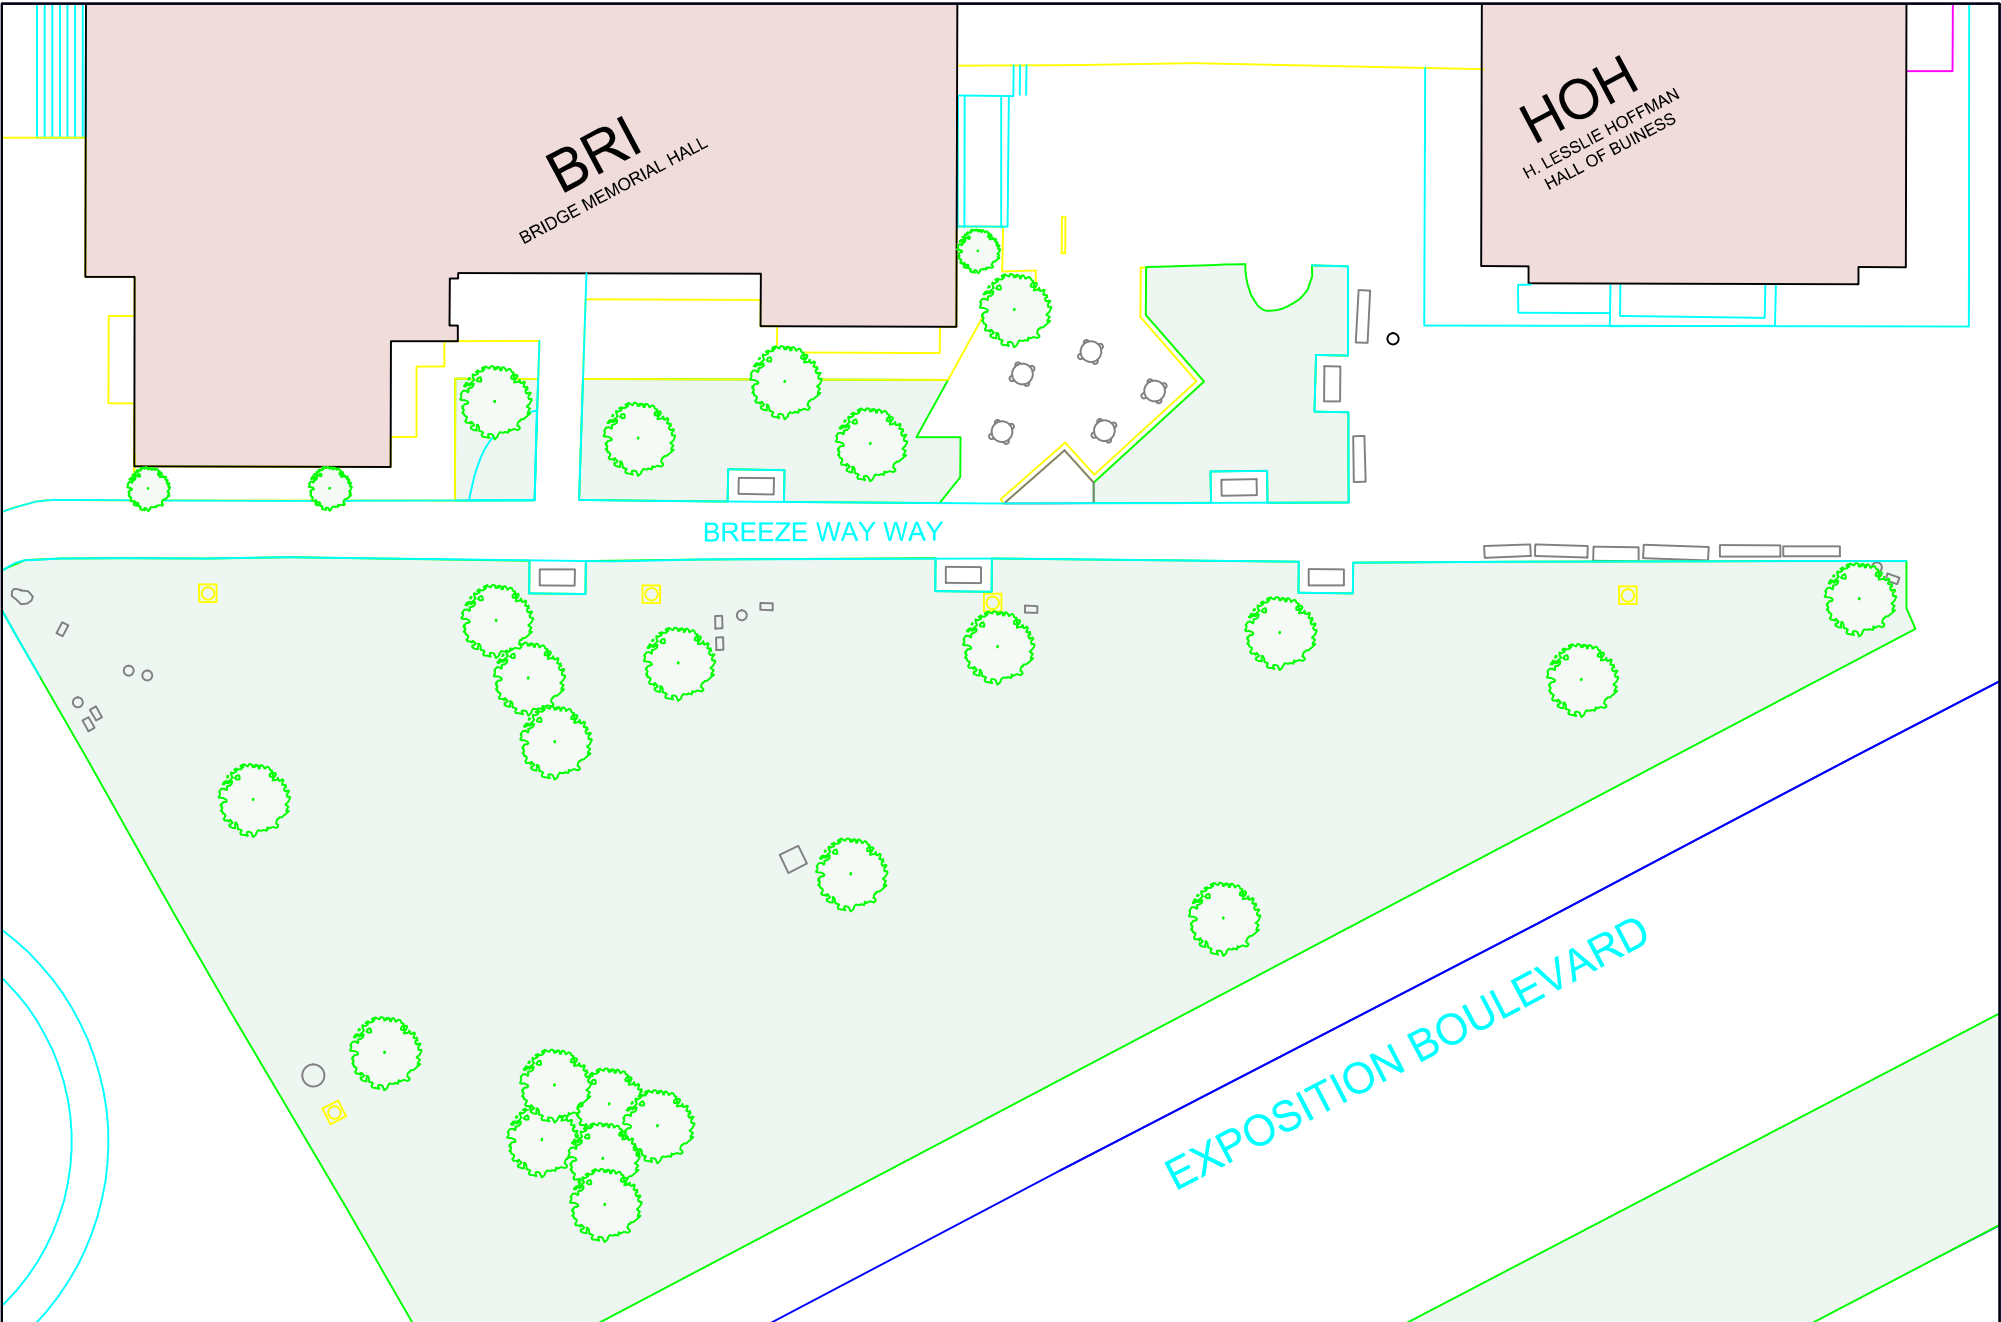 BRI
BRIDGE MEMORIAL HALL
HOH
H. LESSLIE HOFFMAN
HALL OF BUINESS
BREEZE WAY WAY
EXPOSITION BOULEVARD